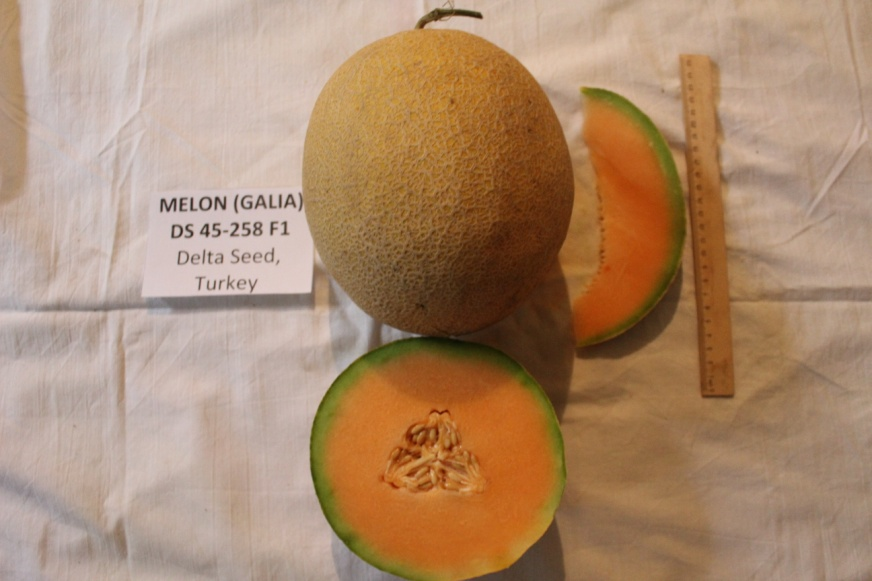 MELON (GALIA)
DS 45-258 F1
Delta Seed,
Turkey